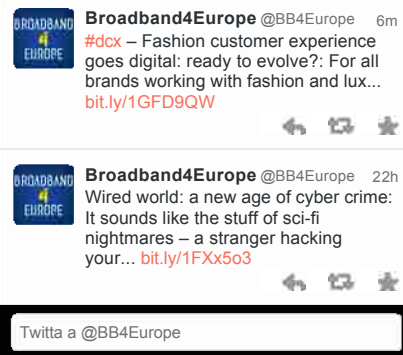 BROADBAND
4
EUROPE
Broadband4Europe @BB4Europe 6m
#dcx – Fashion customer experience
goes digital: ready to evolve?: For all
brands working with fashion and lux...
bit.ly/1GFD9QW
BROADBAND
4
EUROPE
Broadband4Europe @BB4Europe 22h
Wired world: a new age of cyber crime:
It sounds like the stuff of sci-fi
nightmares – a stranger hacking
your... bit.ly/1FXx5o3
Twitta a @BB4Europe